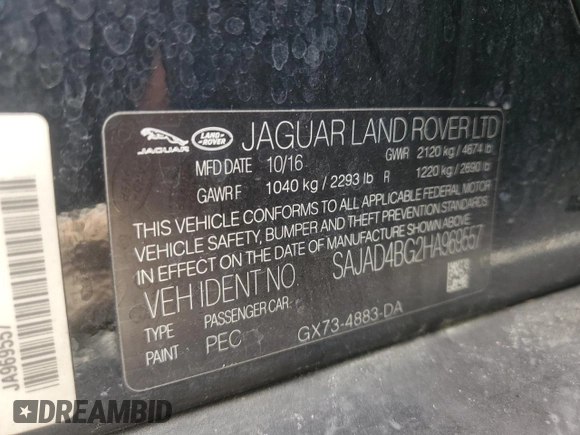 JAGUAR
LAND ROVER
JAGUAR LAND ROVER LTD
MFD DATE 10/16 GWR 2120 kg / 4674 lb
GAWR F 1040 kg / 2293 lb R 1220 kg / 2690 lb
THIS VEHICLE CONFORMS TO ALL APPLICABLE FEDERAL MOTOR
VEHICLE SAFETY, BUMPER AND THEFT PREVENTION STANDARDS
IN EFFECT ON THE DATE OF MANUFACTURE SHOWN ABOVE.
VEH IDENT NO. SAJAD4BG2HA969557
TYPE PASSENGER CAR
PAINT PEC GX73-4883-DA
JA969557
DREAMBID